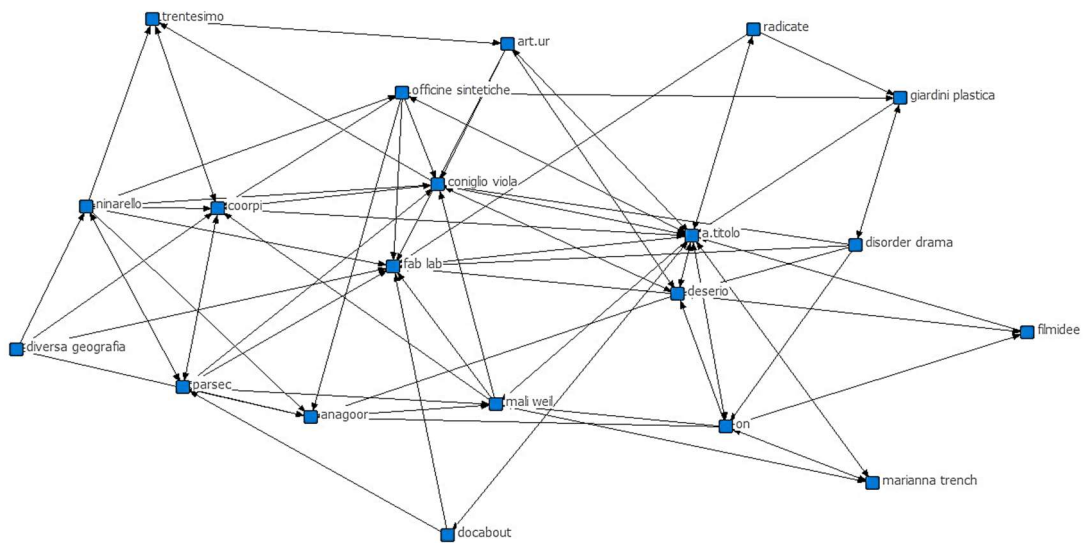 trentesimo
art.ur
radicate
officine sintetiche
giardini plastica
coniglio viola
ninarello
coorpi
a.titolo
disorder drama
fab lab
deserio
filmidee
diversa geografia
parsec
mali weil
anagoor
on
marianna trench
docabout